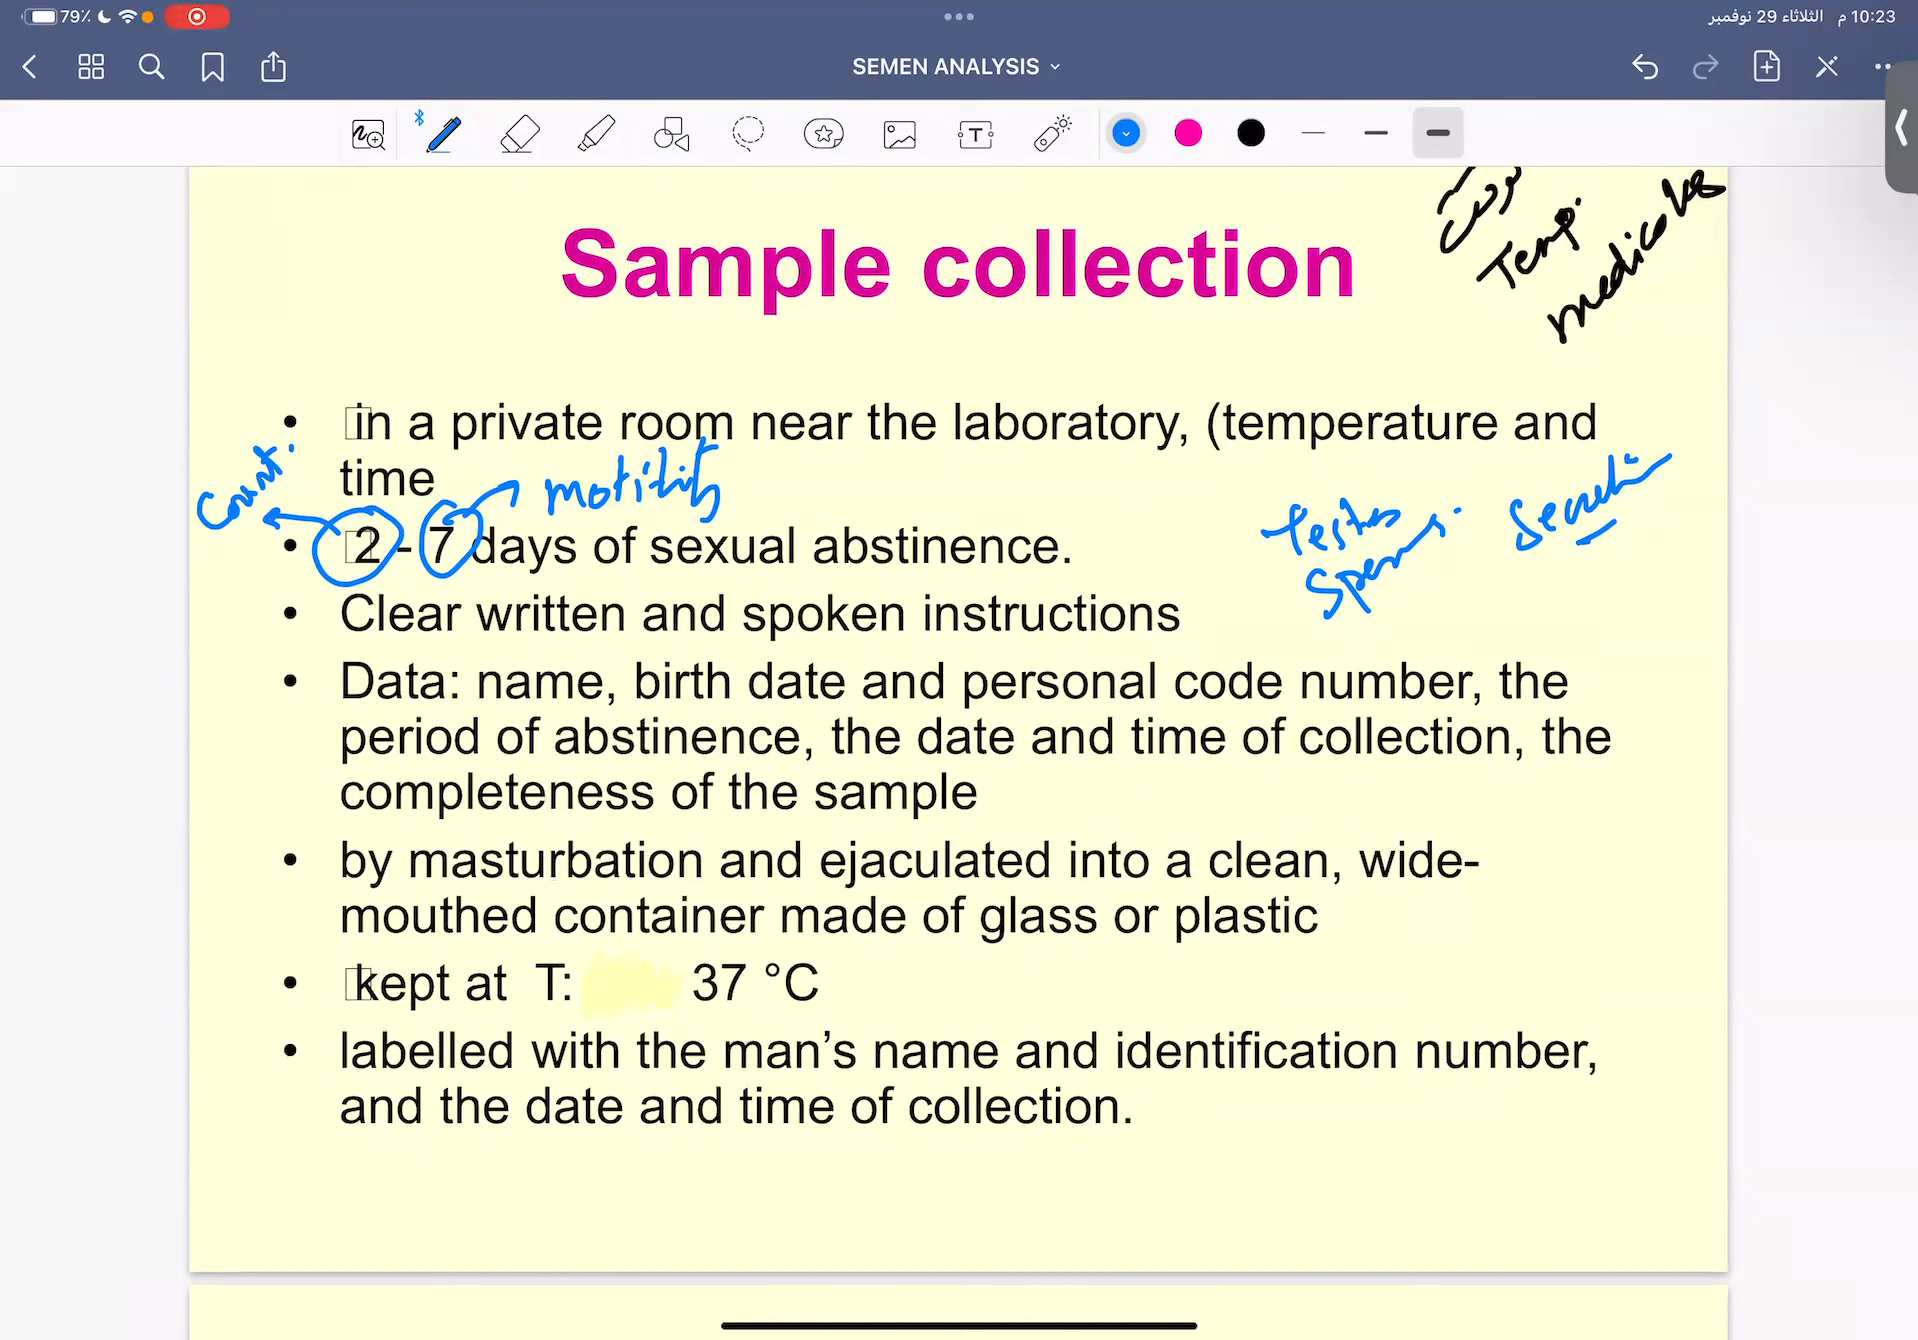 79٪
10:23 م الثلاثاء 29 نوفمبر
SEMEN ANALYSIS
Temp.
Sample collection
• in a private room near the laboratory, (temperature and
time
Count.
motility
• 2 - 7 days of sexual abstinence.
Testes
Sperms.
• Clear written and spoken instructions
• Data: name, birth date and personal code number, the
period of abstinence, the date and time of collection, the
completeness of the sample
• by masturbation and ejaculated into a clean, wide-
mouthed container made of glass or plastic
• kept at T: 37 °C
• labelled with the man’s name and identification number,
and the date and time of collection.